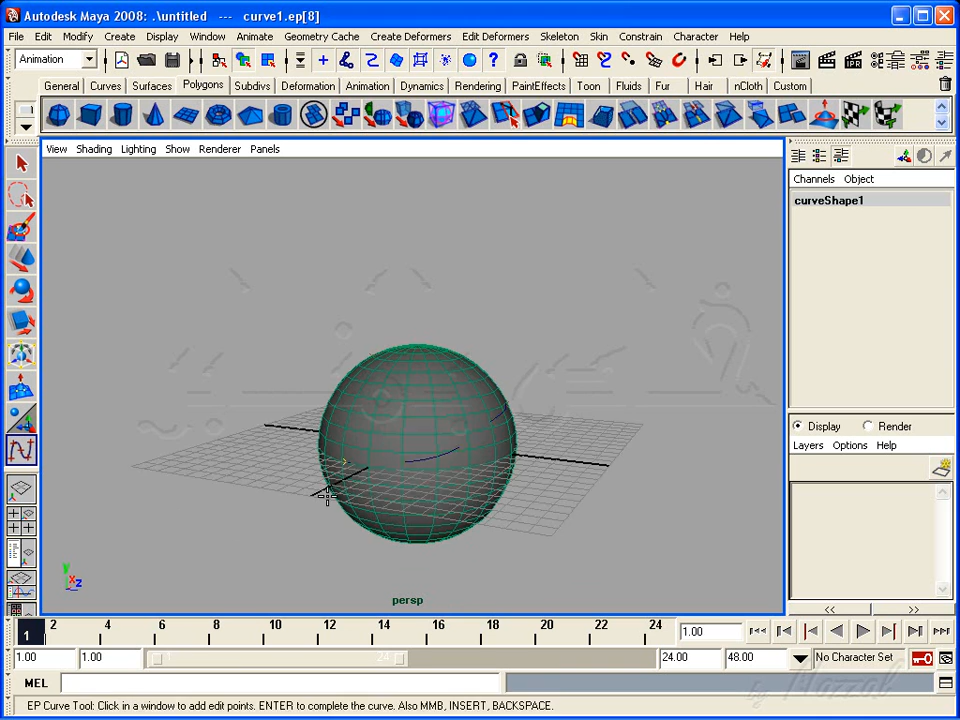 Autodesk Maya 2008: .\untitled --- curve1.ep[8]
File Edit Modify Create Display Window Animate Geometry Cache Create Deformers Edit Deformers Skeleton Skin Constrain Character Help
Animation
General Curves Surfaces Polygons Subdivs Deformation Animation Dynamics Rendering PaintEffects Toon Fluids Fur Hair nCloth Custom
View Shading Lighting Show Renderer Panels
Channels Object
curveShape1
Display Render
Layers Options Help
y x z
persp
<< >>
1 2 4 6 8 10 12 14 16 18 20 22 24 1.00
1.00 1.00 1 24 24.00 48.00 No Character Set
MEL
by Mazzal
EP Curve Tool: Click in a window to add edit points. ENTER to complete the curve. Also MMB, INSERT, BACKSPACE.